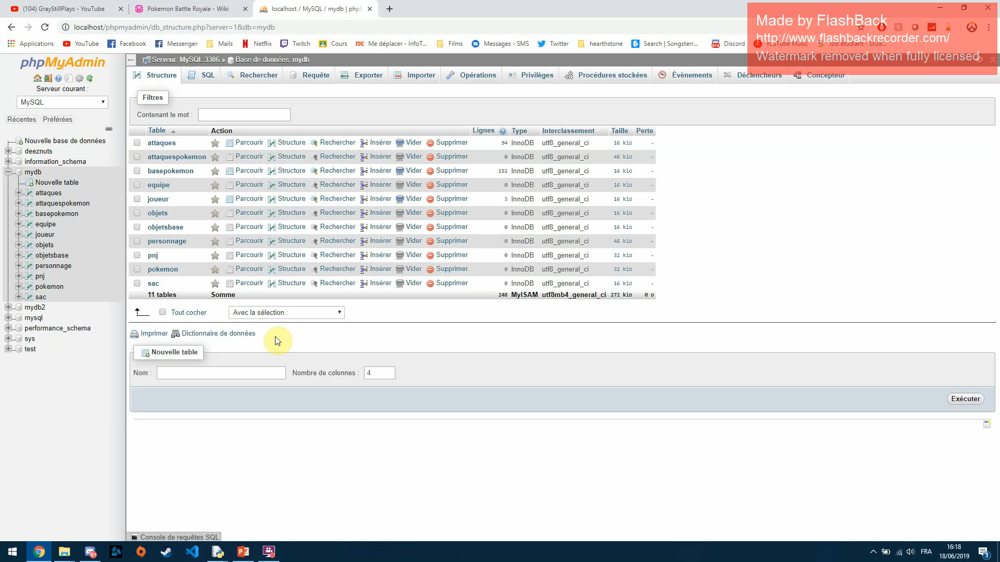 (104) GrayStillPlays - YouTube
Pokemon Battle Royale - Wiki
localhost / MySQL / mydb | phpM
localhost/phpmyadmin/db_structure.php?server=1&db=mydb
Made by FlashBack
http://www.flashbackrecorder.com/
Watermark removed when fully licensed
Applications YouTube Facebook Messenger Mails Netflix Twitch Cours TEC Me déplacer - InfoT... Films Messages - SMS Twitter hearthstone Search | Songsterr... 674 Discord YouTube Music Job étudiant - Stud...
phpMyAdmin
Serveur courant :
MySQL
Récentes Préférées
Nouvelle base de données
deeznuts
information_schema
mydb
Nouvelle table
attaques
attaquespokemon
basepokemon
equipe
joueur
objets
objetsbase
personnage
pnj
pokemon
sac
mydb2
mysql
performance_schema
sys
test
Serveur: MySQL:3306 » Base de données: mydb
Structure SQL Rechercher Requête Exporter Importer Opérations Privilèges Procédures stockées Évènements Déclencheurs Concepteur
Filtres
Contenant le mot :
Table Action Lignes Type Interclassement Taille Perte
attaques Parcourir Structure Rechercher Insérer Vider Supprimer 94 InnoDB utf8_general_ci 16 kio -
attaquespokemon Parcourir Structure Rechercher Insérer Vider Supprimer 0 InnoDB utf8_general_ci 48 kio -
basepokemon Parcourir Structure Rechercher Insérer Vider Supprimer 151 InnoDB utf8_general_ci 16 kio -
equipe Parcourir Structure Rechercher Insérer Vider Supprimer 0 InnoDB utf8_general_ci 16 kio -
joueur Parcourir Structure Rechercher Insérer Vider Supprimer 3 InnoDB utf8_general_ci 16 kio -
objets Parcourir Structure Rechercher Insérer Vider Supprimer 0 InnoDB utf8_general_ci 16 kio -
objetsbase Parcourir Structure Rechercher Insérer Vider Supprimer 0 InnoDB utf8_general_ci 16 kio -
personnage Parcourir Structure Rechercher Insérer Vider Supprimer 0 InnoDB utf8_general_ci 48 kio -
pnj Parcourir Structure Rechercher Insérer Vider Supprimer 0 InnoDB utf8_general_ci 32 kio -
pokemon Parcourir Structure Rechercher Insérer Vider Supprimer 0 InnoDB utf8_general_ci 32 kio -
sac Parcourir Structure Rechercher Insérer Vider Supprimer 0 InnoDB utf8_general_ci 16 kio -
11 tables Somme 248 MyISAM utf8mb4_general_ci 272 kio 0 o
Tout cocher Avec la sélection :
Imprimer Dictionnaire de données
Nouvelle table
Nom : Nombre de colonnes : 4
Exécuter
Console de requêtes SQL
FRA
16:18
18/06/2019
3